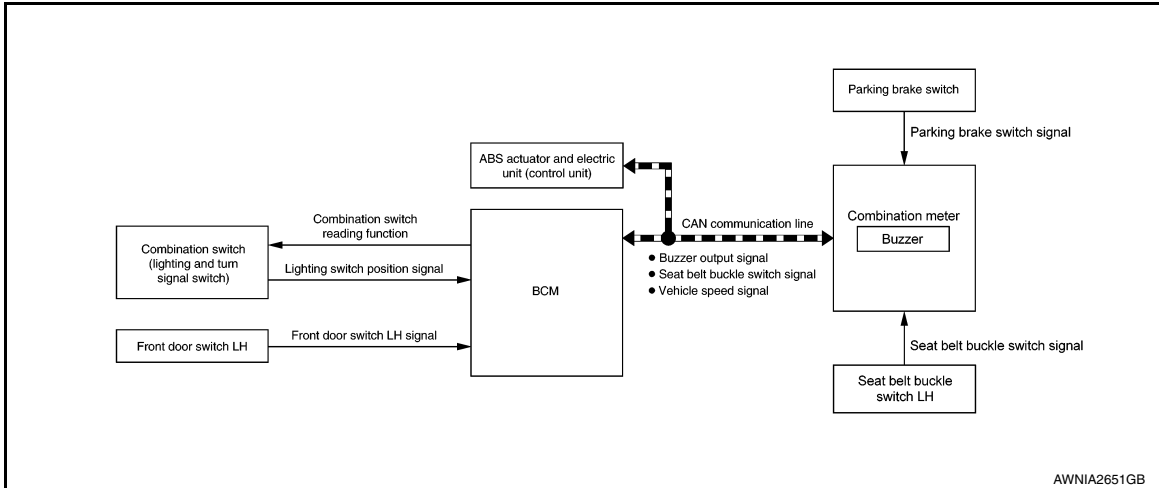 Parking brake switch
Parking brake switch signal
ABS actuator and electric
unit (control unit)
Combination switch
reading function
CAN communication line
Combination meter
Buzzer
Combination switch
(lighting and turn
signal switch)
Lighting switch position signal
BCM
● Buzzer output signal
● Seat belt buckle switch signal
● Vehicle speed signal
Front door switch LH
Front door switch LH signal
Seat belt buckle switch signal
Seat belt buckle
switch LH
AWNIA2651GB